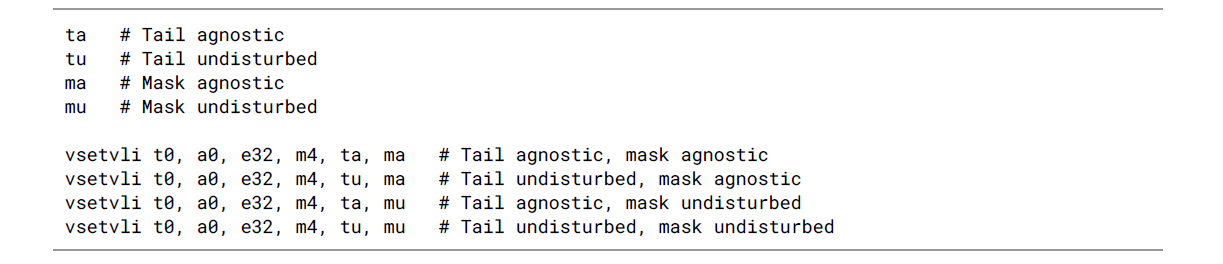 ta   # Tail agnostic
tu   # Tail undisturbed
ma   # Mask agnostic
mu   # Mask undisturbed
vsetvli t0, a0, e32, m4, ta, ma   # Tail agnostic, mask agnostic
vsetvli t0, a0, e32, m4, tu, ma   # Tail undisturbed, mask agnostic
vsetvli t0, a0, e32, m4, ta, mu   # Tail agnostic, mask undisturbed
vsetvli t0, a0, e32, m4, tu, mu   # Tail undisturbed, mask undisturbed